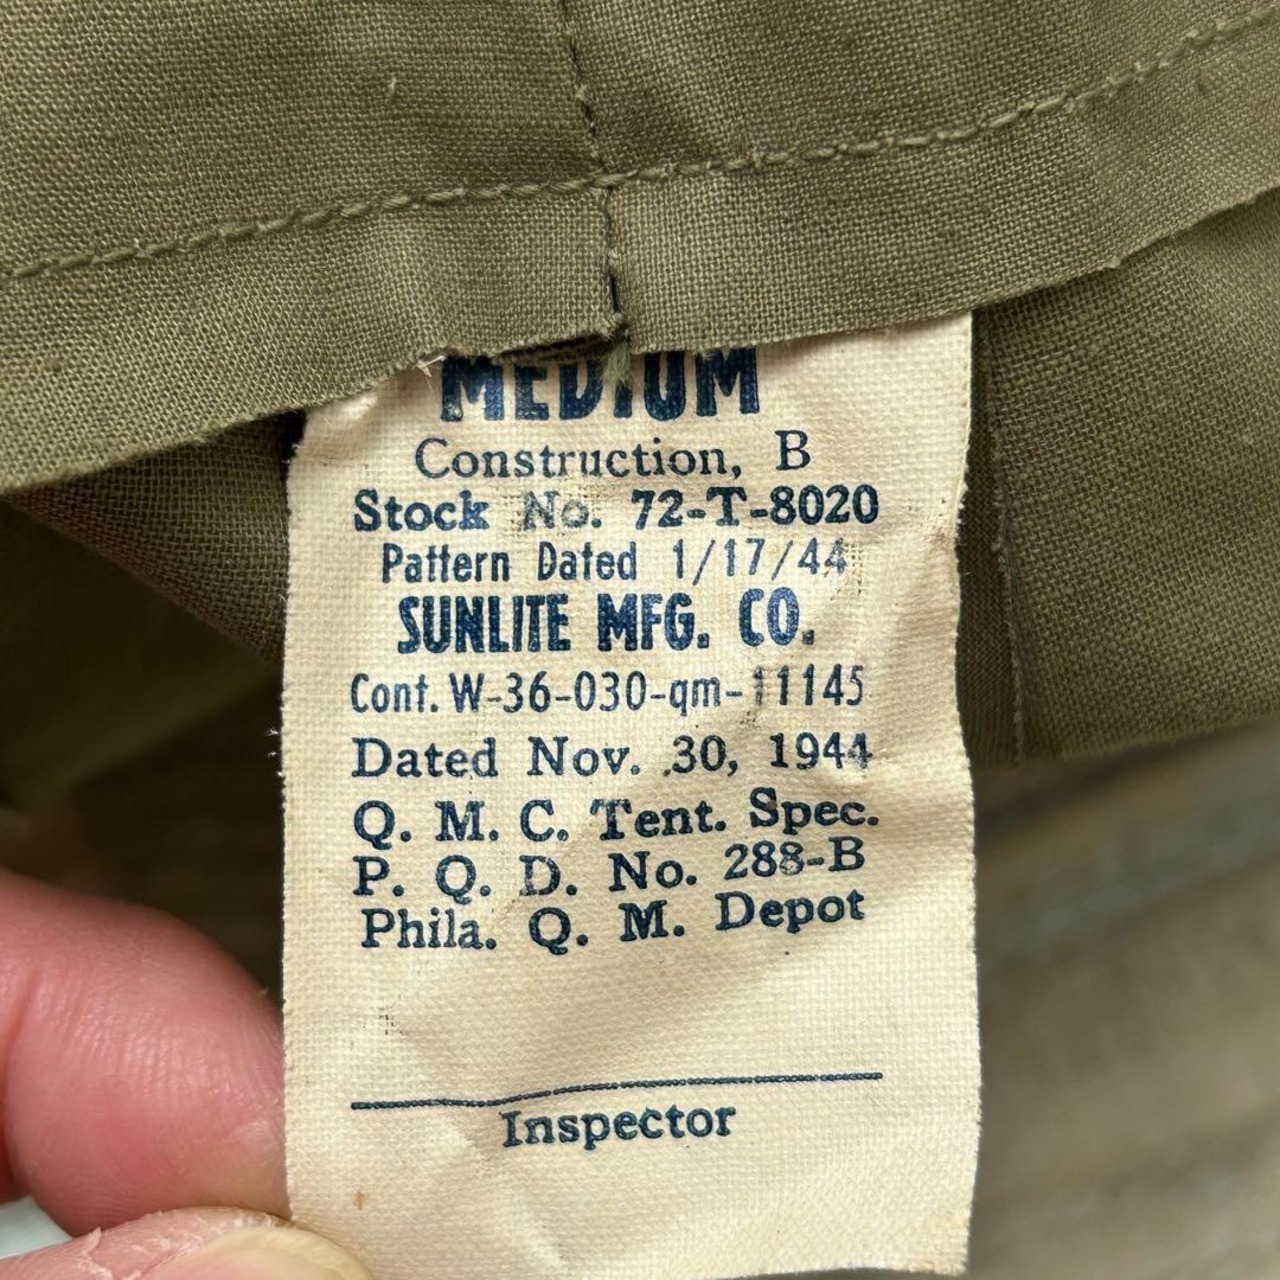 MEDIUM
Construction, B
Stock No. 72-T-8020
Pattern Dated 1/17/44
SUNLITE MFG. CO.
Cont. W-36-030-qm-11145
Dated Nov. 30, 1944
Q. M. C. Tent. Spec.
P. Q. D. No. 288-B
Phila. Q. M. Depot
Inspector